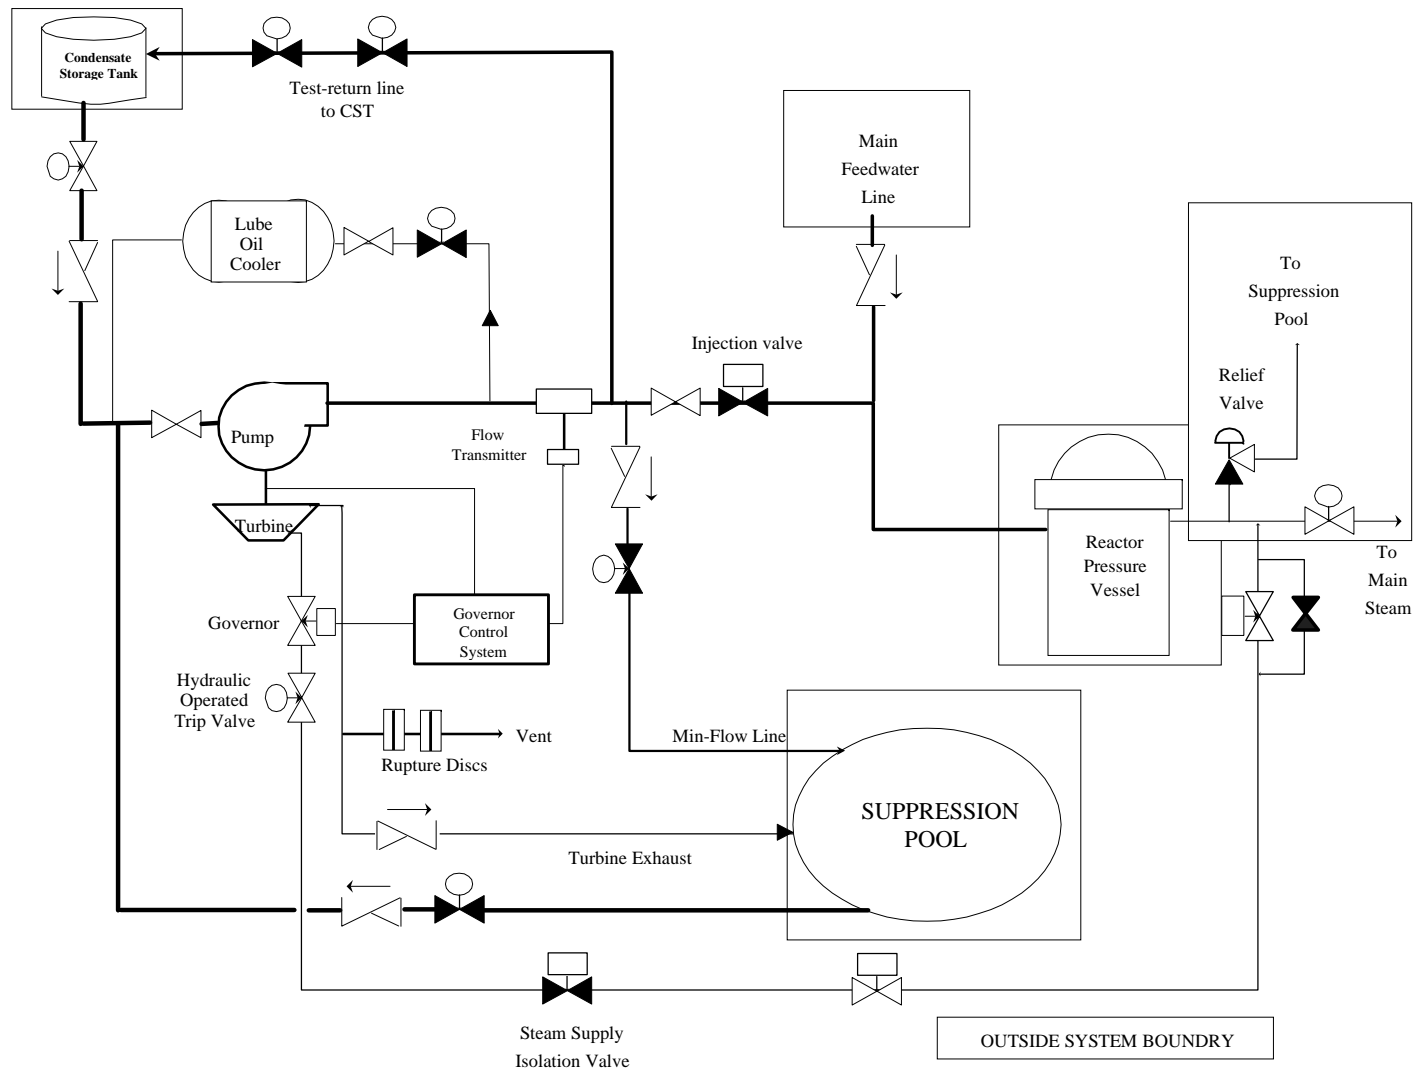 Condensate
Storage Tank
Test-return line
to CST
Main
Feedwater
Line
Lube
Oil
Cooler
To
Suppression
Pool
Injection valve
Relief
Valve
Pump
Flow
Transmitter
Turbine
Reactor
Pressure
Vessel
To
Main
Steam
Governor
Governor
Control
System
Hydraulic
Operated
Trip Valve
Vent
Rupture Discs
Min-Flow Line
SUPPRESSION
POOL
Turbine Exhaust
Steam Supply
Isolation Valve
OUTSIDE SYSTEM BOUNDRY